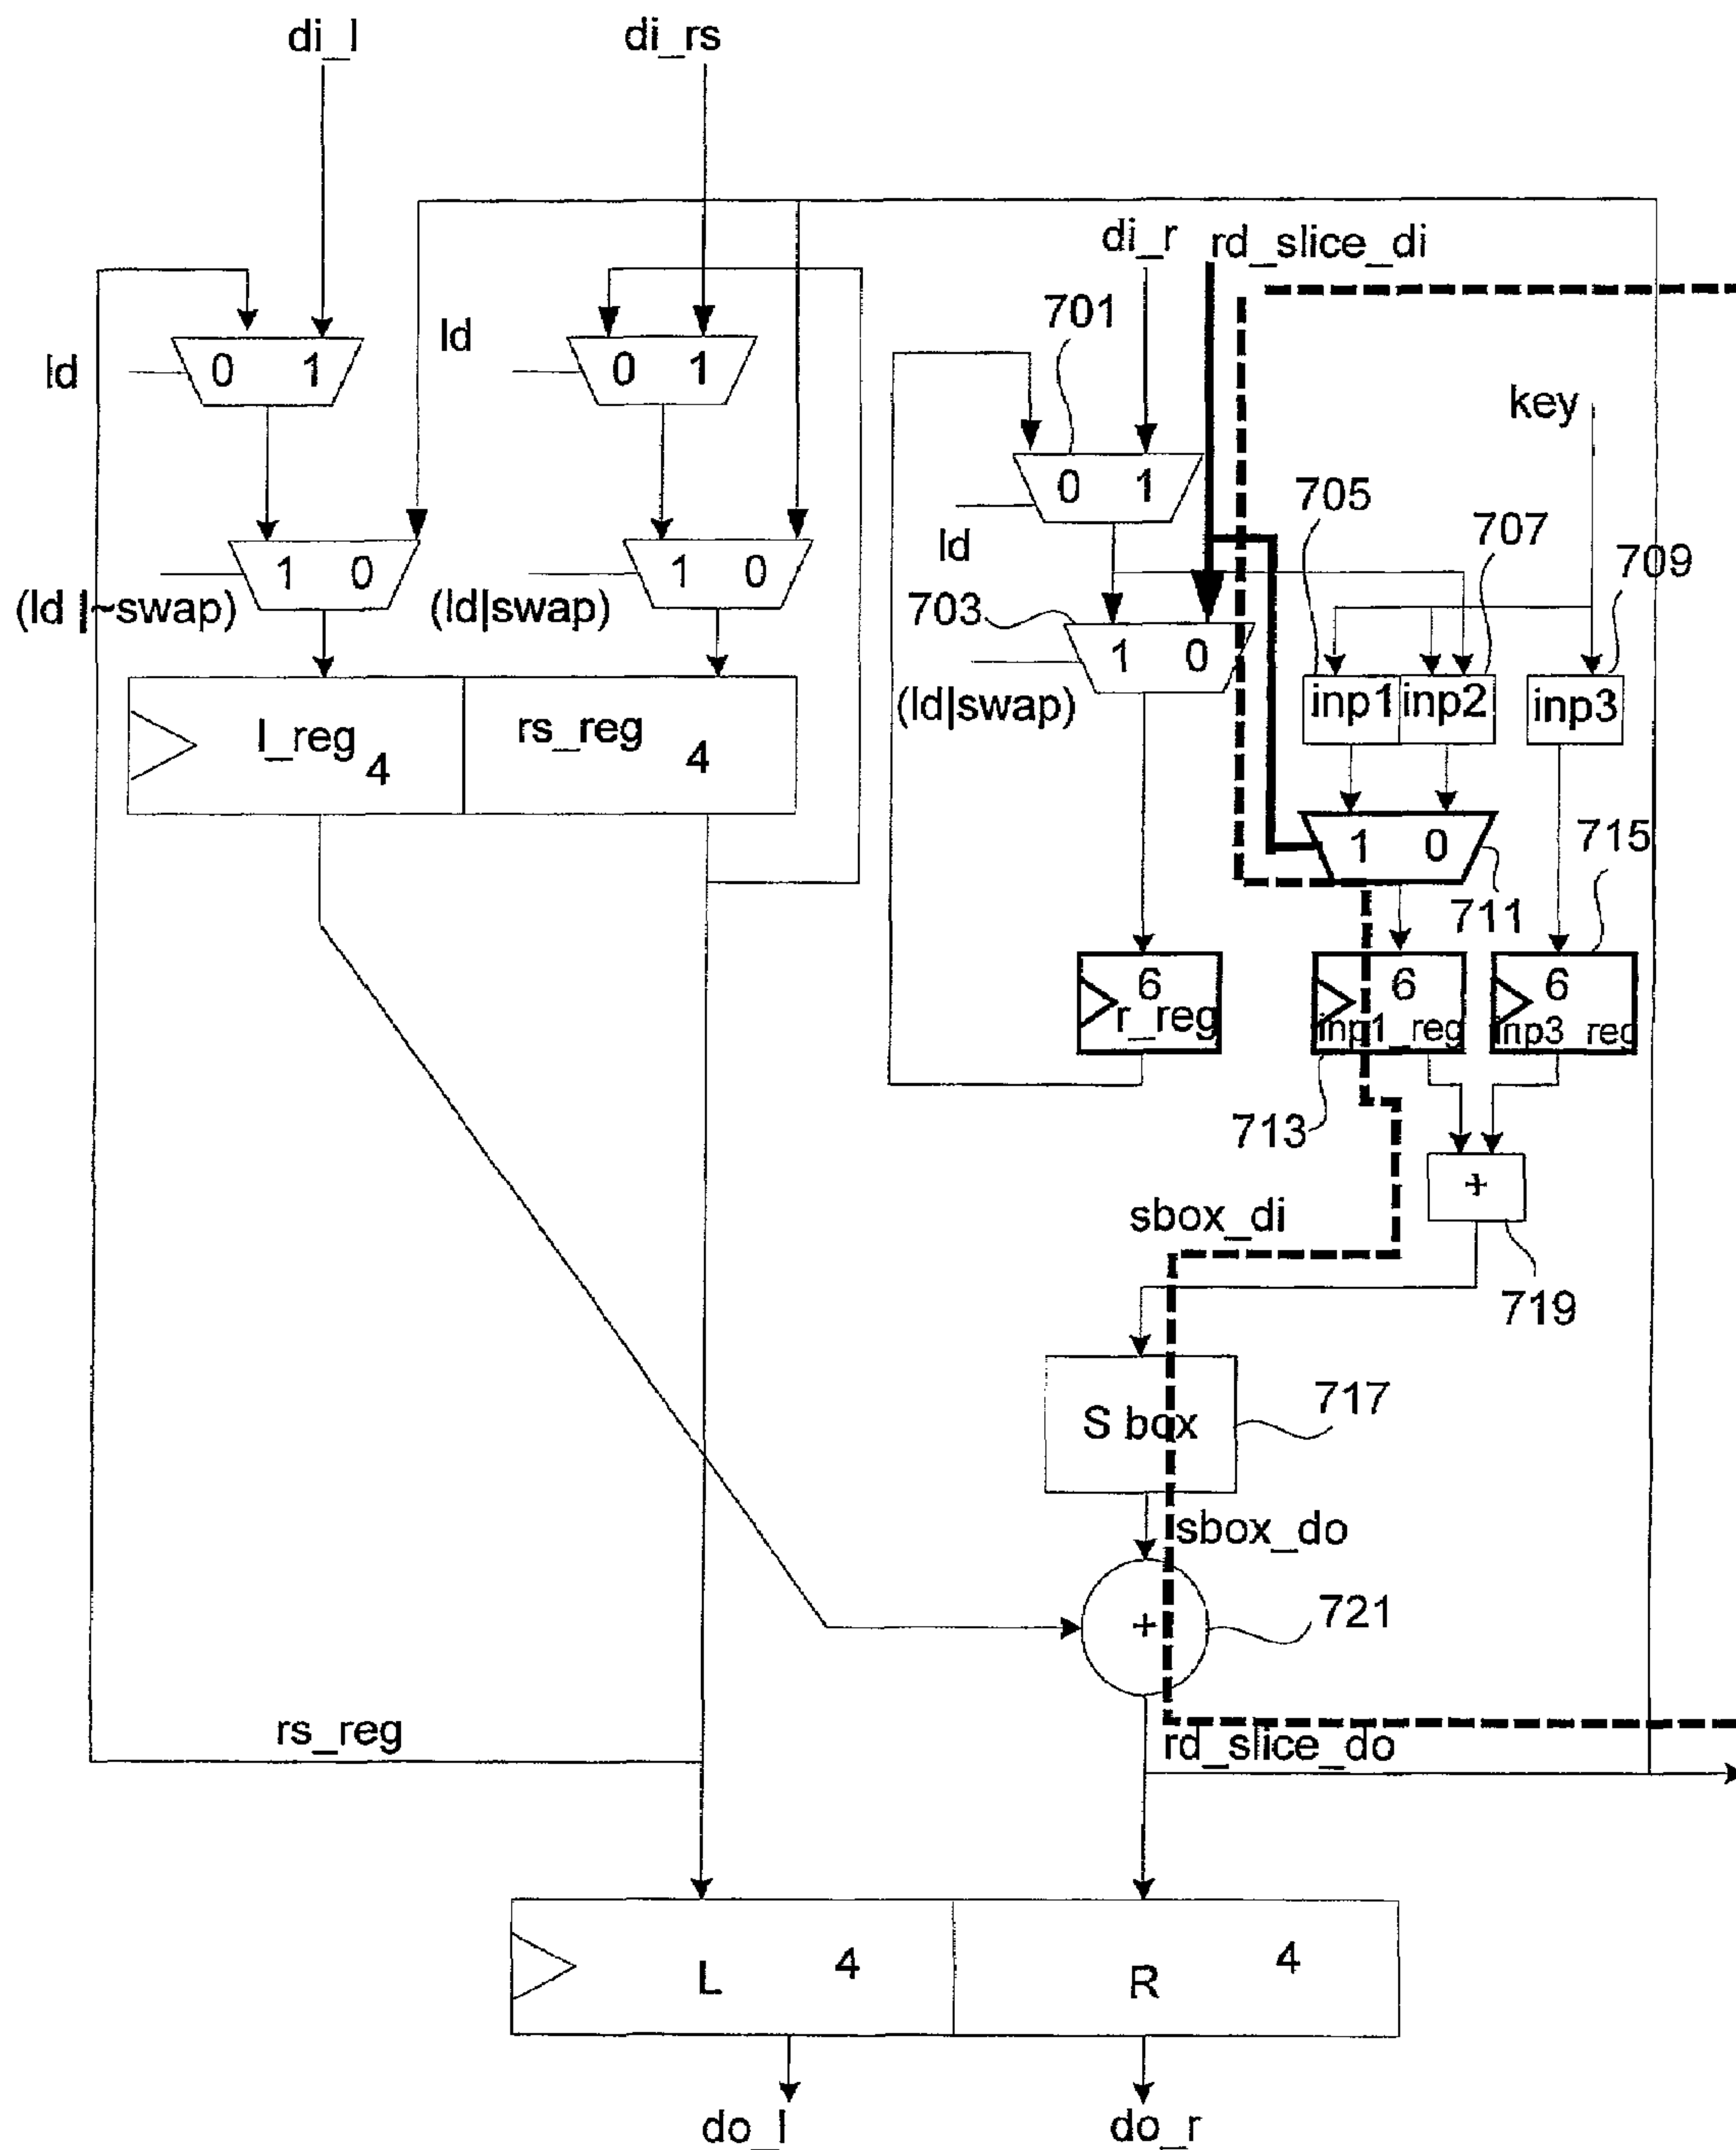 di_l
di_rs
di_r
rd_slice_di
701
ld
0 1
ld
0 1
key
0 1
705
707
ld
709
1 0
1 0
(ld |~swap)
(ld|swap)
703
1 0
(ld|swap)
inp1
inp2
inp3
l_reg
4
rs_reg
4
1 0
715
711
6
r_reg
6
inp1_reg
6
inp3_reg
713
+
sbox_di
719
S box
717
sbox_do
+
721
rs_reg
rd_slice_do
L
4
R
4
do_l
do_r